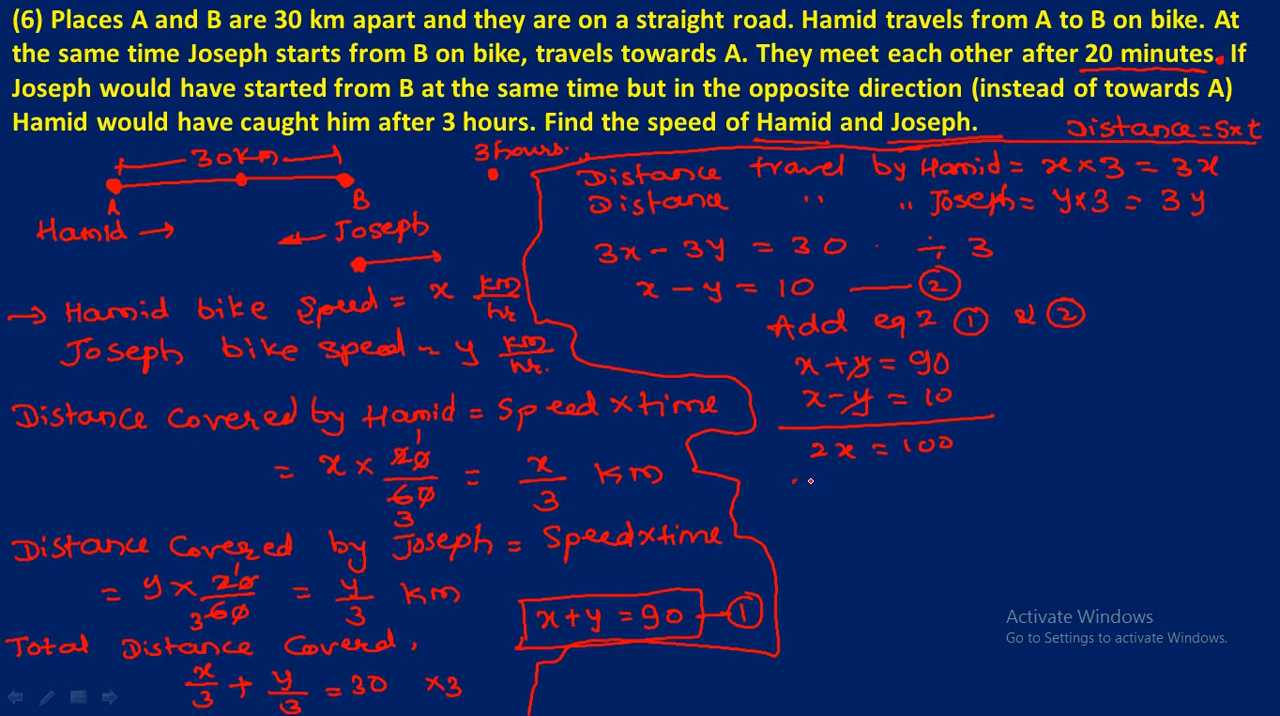 (6) Places A and B are 30 km apart and they are on a straight road. Hamid travels from A to B on bike. At
the same time Joseph starts from B on bike, travels towards A. They meet each other after 20 minutes. If
Joseph would have started from B at the same time but in the opposite direction (instead of towards A)
Hamid would have caught him after 3 hours. Find the speed of Hamid and Joseph.
Distance = S×t
30km
3 hours.
A
B
Hamid →
← Joseph
→ Hamid bike Speed = x km/hr
Joseph bike speed = y km/hr.
Distance Covered by Hamid = Speed × time
= x × 20/60 1 3 = x/3 km
Distance Covered by Joseph = Speed × time
= y × 20/60 1 3 = y/3 km
Total Distance Coverd,
x/3 + y/3 = 30 ×3
x + y = 90 — ①
Distance travel by Hamid = x × 3 = 3x
Distance " " Joseph = y × 3 = 3y
3x - 3y = 30 . ÷ 3
x - y = 10 — ②
Add eqn ① & ②
x + y = 90
x - y = 10
2x = 100
Activate Windows
Go to Settings to activate Windows.